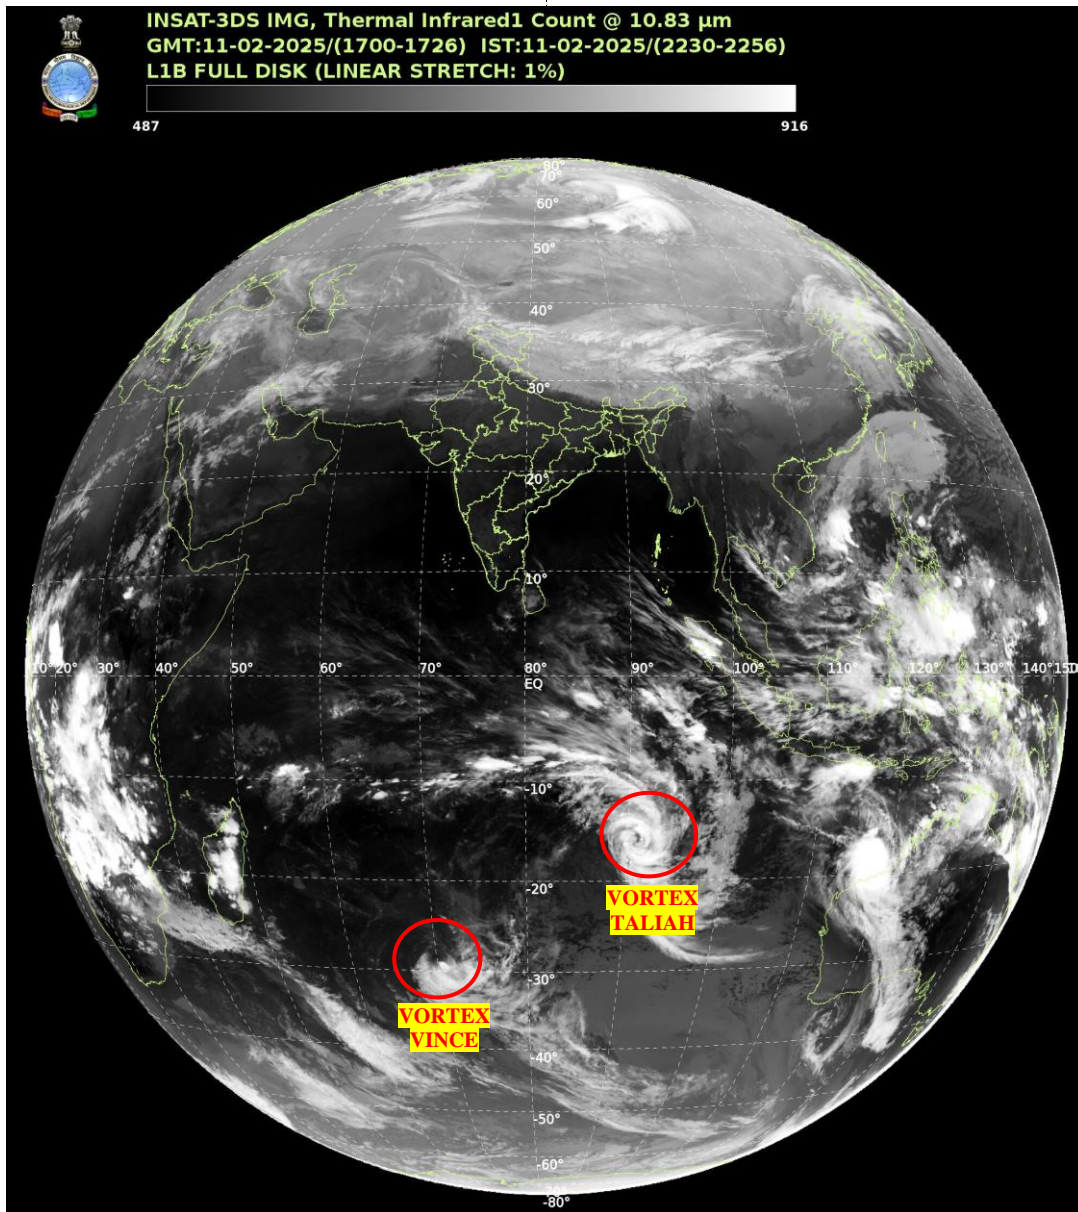 INSAT-3DS IMG, Thermal Infrared1 Count @ 10.83 μm
GMT:11-02-2025/(1700-1726) IST:11-02-2025/(2230-2256)
L1B FULL DISK (LINEAR STRETCH: 1%)
487 916
80°
70°
60°
50°
40°
30°
20°
10°
10° 20° 30° 40° 50° 60° 70° 80° 90° 100° 110° 120° 130° 140°
EQ
-10°
-20°
VORTEX
TALIAH
-30°
VORTEX
VINCE
-40°
-50°
-60°
-80°